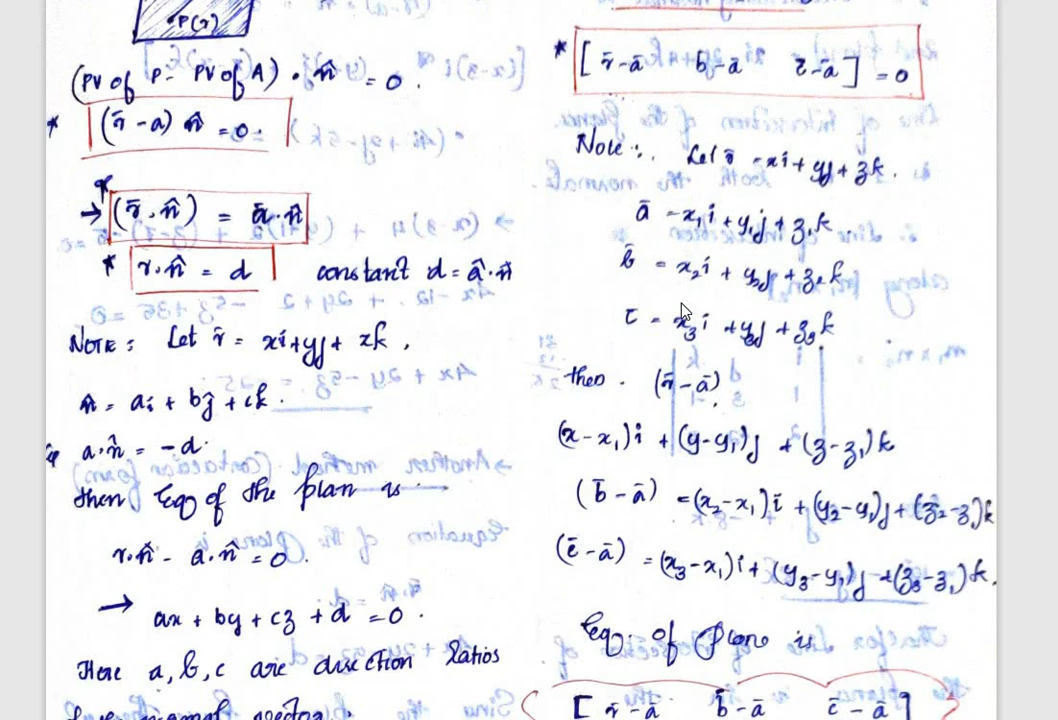 P(r̄)
(PV of P - PV of A) · n̂ = 0.
* (r̄ - a) n̂ = 0.
* → (r̄ . n̂) = ā . n̂
* r . n̂ = d constant d = â . n̂
NOTE : Let r̄ = xi + yj + zk ,
n̂ = ai + bj + ck .
a . n̂ = -d .
then Eq of the plan is
r . n̂ - a . n̂ = 0 .
→ ax + by + cz + d = 0 .
Here a, b, c are direction Ratios
* [ r̄ - ā b̄ - ā c̄ - ā ] = 0
Note :. Let r̄ = xi + yj + zk .
ā = x₁i + y₁j + z₁k
b̄ = x₂i + y₂j + z₂k
c̄ = x₃i + y₃j + z₃k
then . (r̄ - ā)
(x - x₁)i + (y - y₁)j + (z - z₁)k
(b̄ - ā) = (x₂ - x₁)i + (y₂ - y₁)j + (z₂ - z₁)k
(c̄ - ā) = (x₃ - x₁)i + (y₃ - y₁)j + (z₃ - z₁)k .
Eq. of Plane is
[ r̄ - ā b̄ - ā c̄ - ā ]